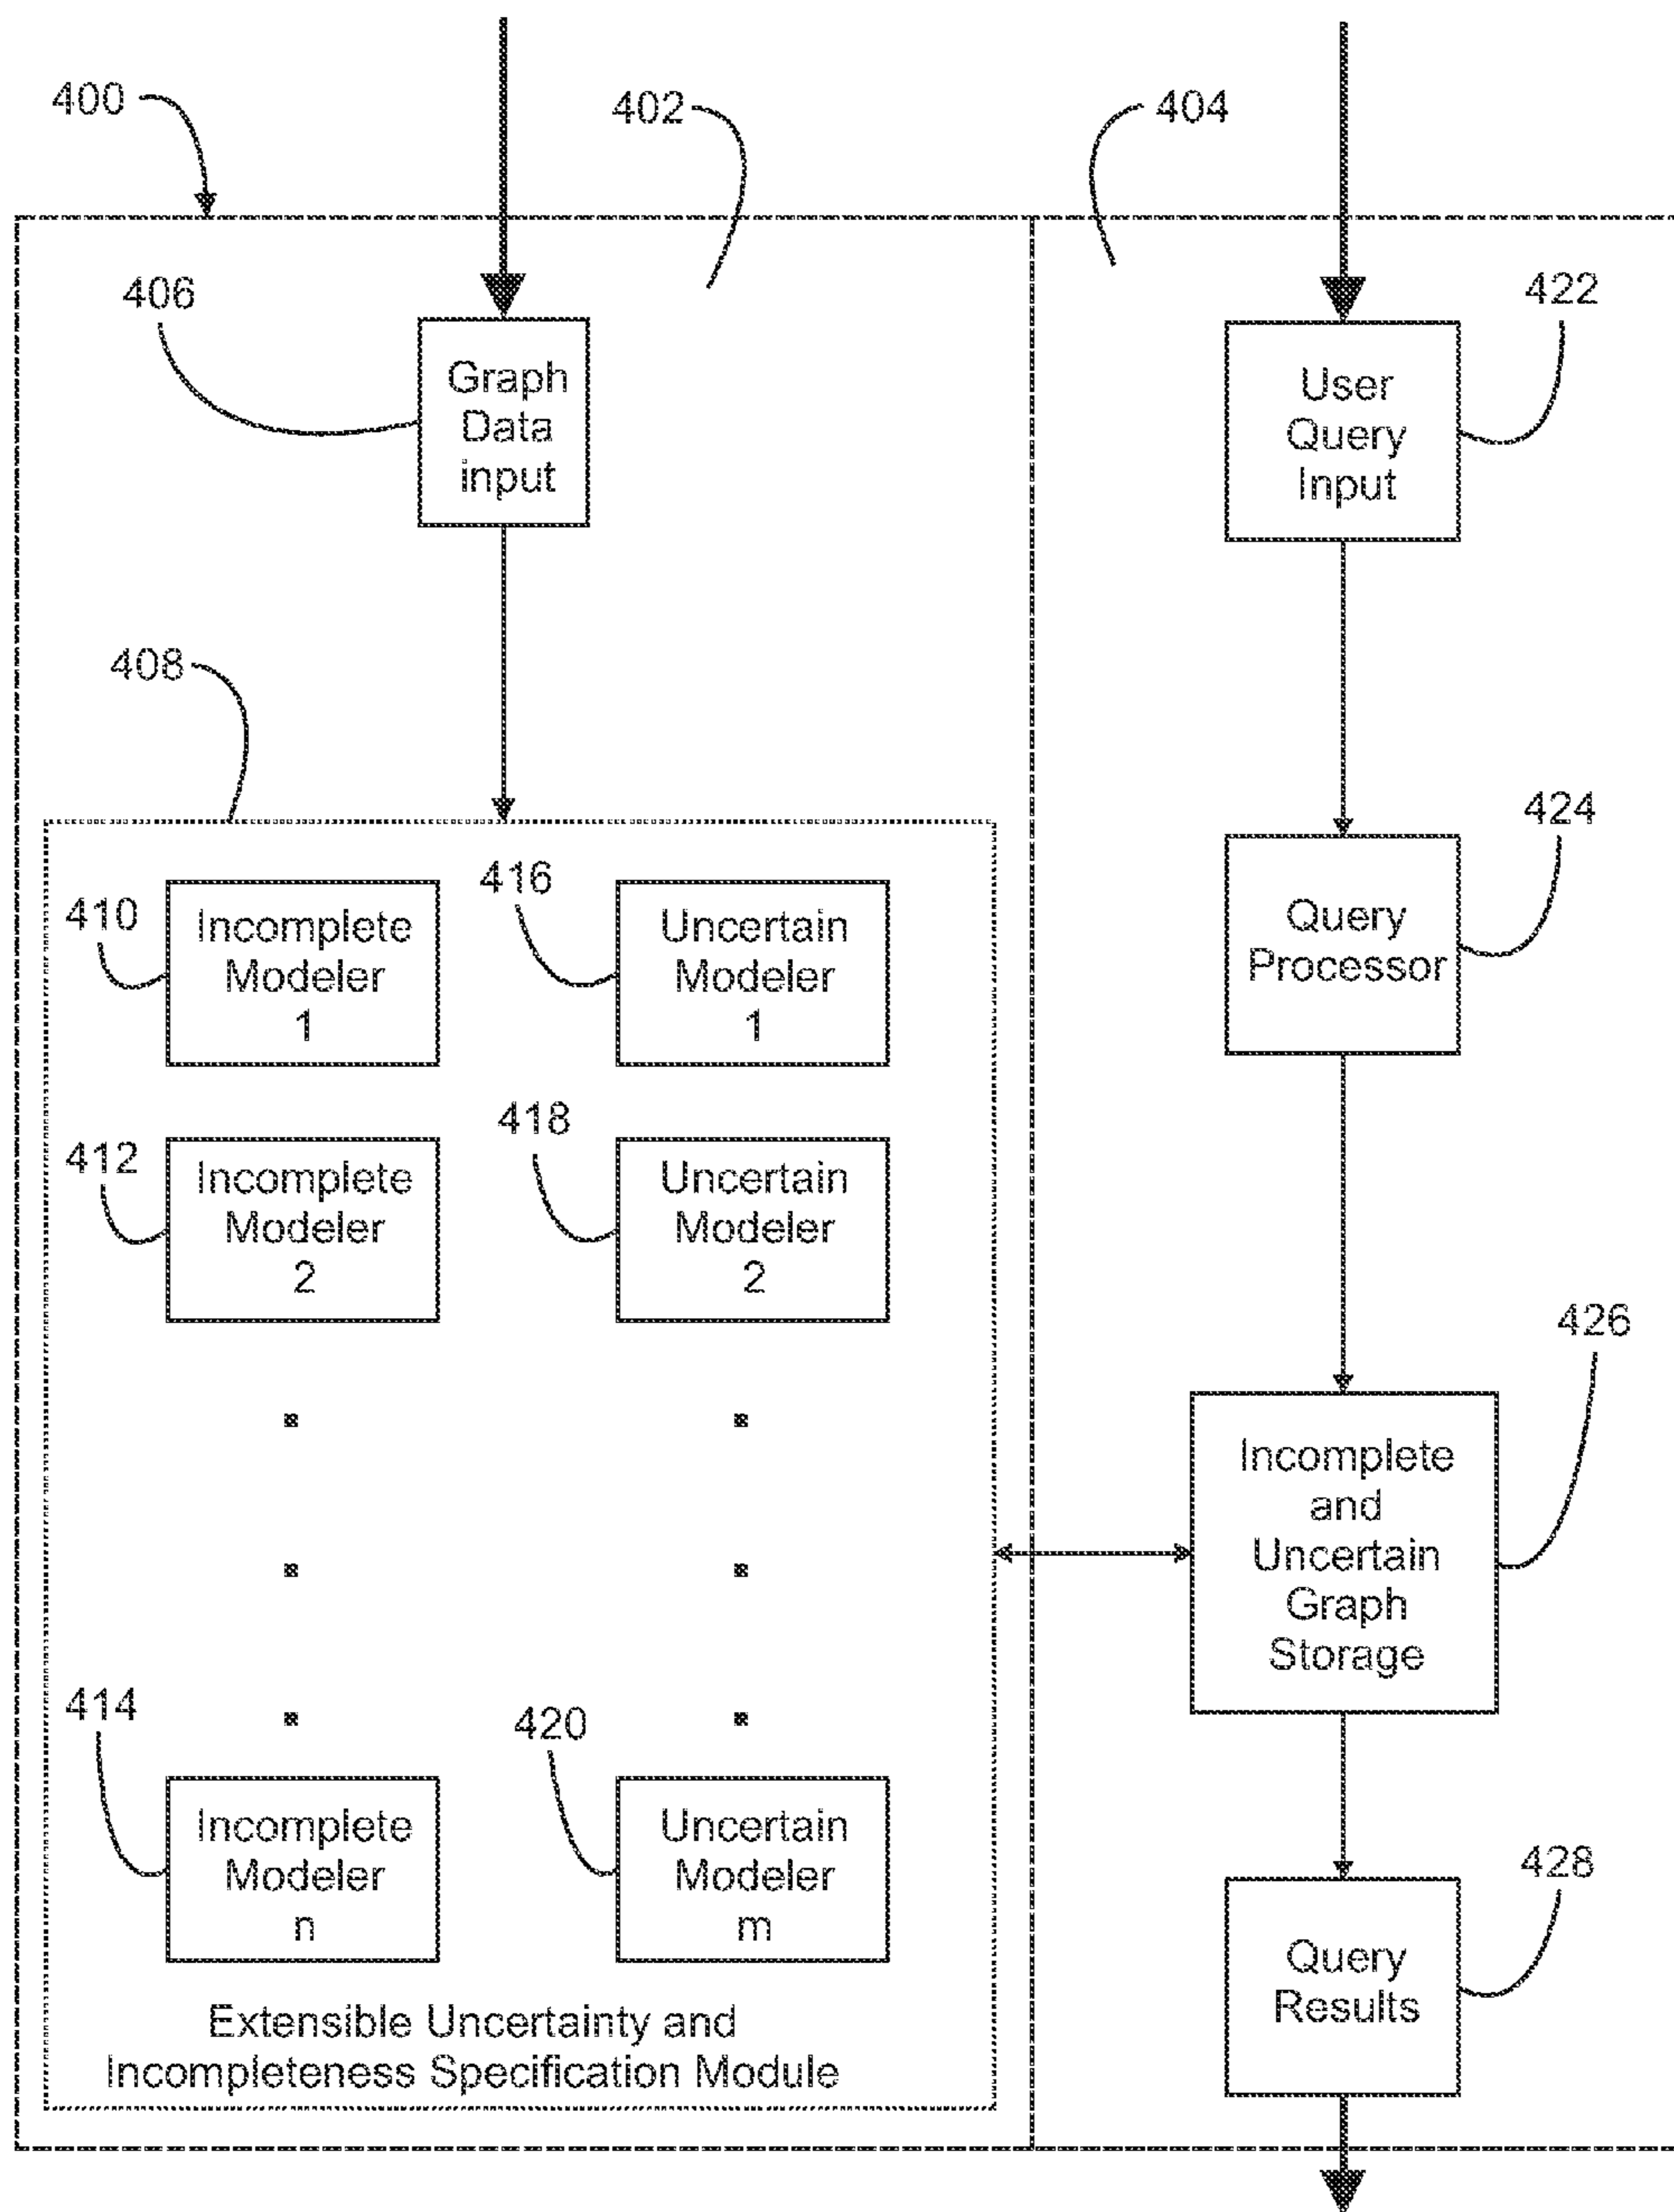 400
402
404
406
Graph
Data
input
422
User
Query
Input
408
424
Query
Processor
410
Incomplete
Modeler
1
416
Uncertain
Modeler
1
412
Incomplete
Modeler
2
418
Uncertain
Modeler
2
426
Incomplete
and
Uncertain
Graph
Storage
414
Incomplete
Modeler
n
420
Uncertain
Modeler
m
428
Query
Results
Extensible Uncertainty and
Incompleteness Specification Module